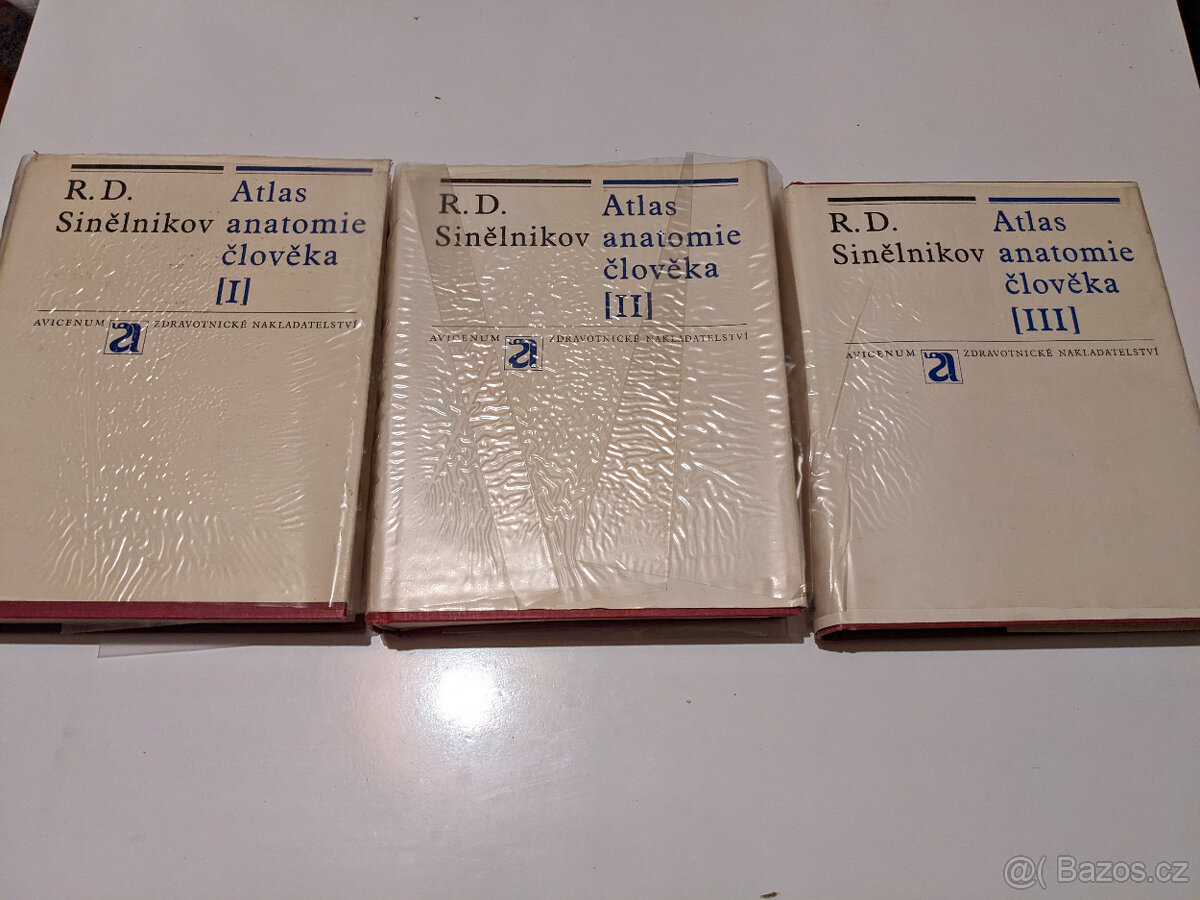 R. D.
Sinělnikov
Atlas
anatomie
člověka
[I]
AVICENUM ZDRAVOTNICKÉ NAKLADATELSTVÍ
R. D.
Sinělnikov
Atlas
anatomie
člověka
[II]
AVICENUM ZDRAVOTNICKÉ NAKLADATELSTVÍ
R. D.
Sinělnikov
Atlas
anatomie
člověka
[III]
AVICENUM ZDRAVOTNICKÉ NAKLADATELSTVÍ
@( Bazos.cz